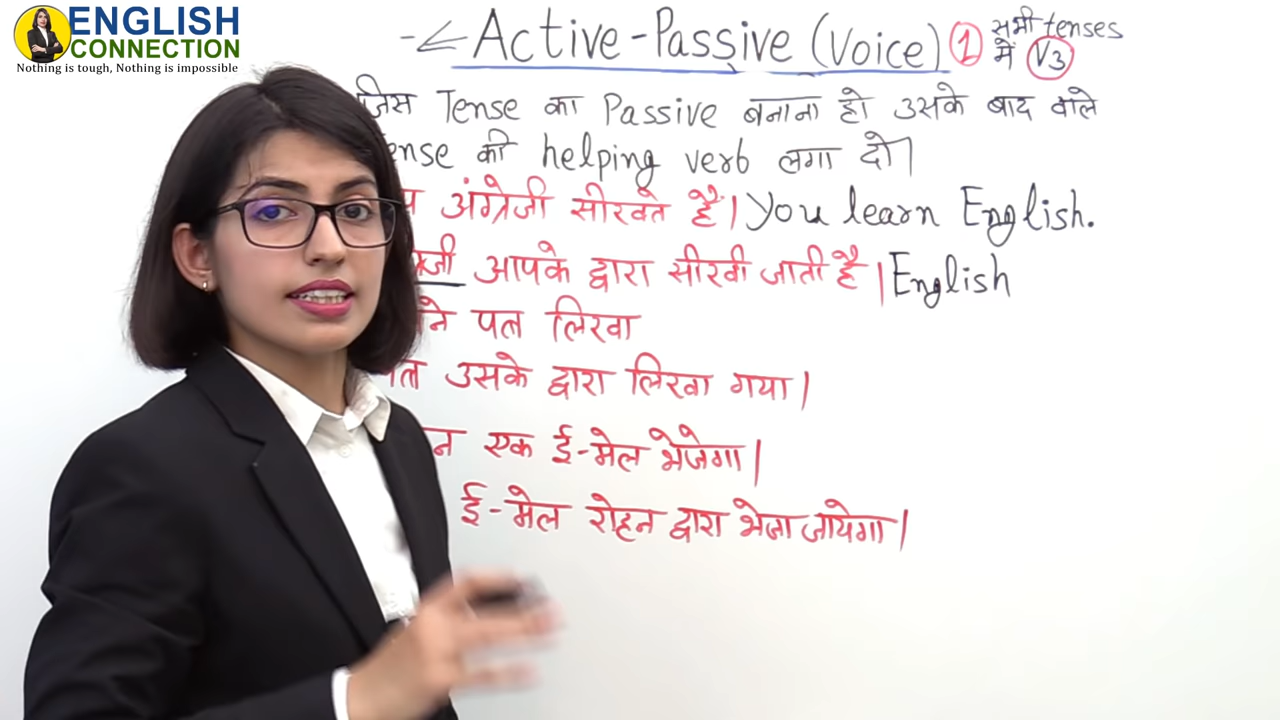 ENGLISH
CONNECTION
Nothing is tough, Nothing is impossible
Active-Passive (Voice) 1 सभी tenses
में V3
जिस Tense का Passive बनाना हो उसके बाद वाले
ense की helping verb लगा दो।
अंग्रेजी सीखते हैं। You learn English.
आपके द्वारा सीखी जाती है। English
ने पत्र लिखा
उसके द्वारा लिखा गया।
न एक ई-मेल भेजेगा।
ई-मेल रोहन द्वारा भेजा जायेगा।